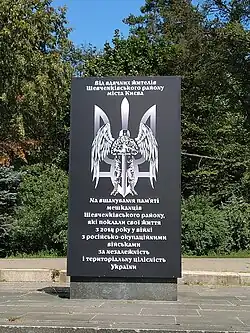 Від вдячних жителів
Шевченківського району
міста Києва
На вшанування пам'яті
мешканців
Шевченківського району,
які поклали свої життя
з 2014 року у війні
з російсько-окупаційними
військами
за незалежність
і територіальну цілісність
України